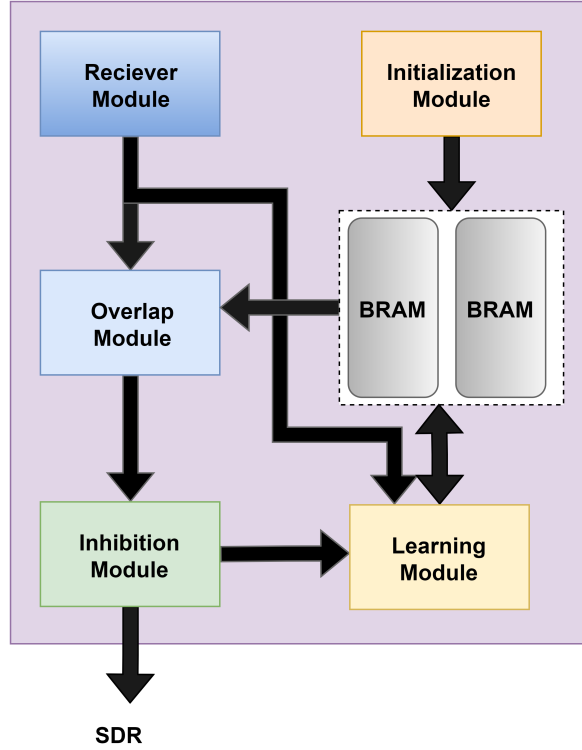 Reciever
Module
Initialization
Module
BRAM
BRAM
Overlap
Module
Inhibition
Module
Learning
Module
SDR